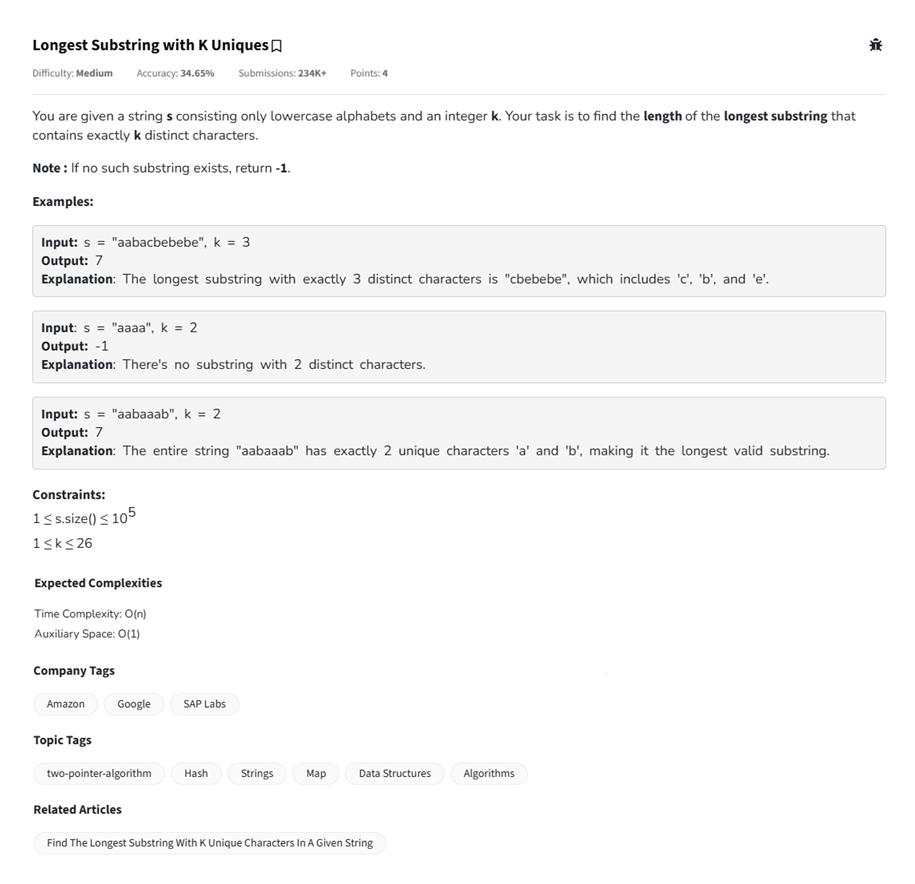 Longest Substring with K Uniques
Difficulty: Medium Accuracy: 34.65% Submissions: 234K+ Points: 4
You are given a string s consisting only lowercase alphabets and an integer k. Your task is to find the length of the longest substring that
contains exactly k distinct characters.
Note : If no such substring exists, return -1.
Examples:
Input: s = "aabacbebebe", k = 3
Output: 7
Explanation: The longest substring with exactly 3 distinct characters is "cbebebe", which includes 'c', 'b', and 'e'.
Input: s = "aaaa", k = 2
Output: -1
Explanation: There's no substring with 2 distinct characters.
Input: s = "aabaaab", k = 2
Output: 7
Explanation: The entire string "aabaaab" has exactly 2 unique characters 'a' and 'b', making it the longest valid substring.
Constraints:
1 ≤ s.size() ≤ 10⁵
1 ≤ k ≤ 26
Expected Complexities
Time Complexity: O(n)
Auxiliary Space: O(1)
Company Tags
Amazon Google SAP Labs
Topic Tags
two-pointer-algorithm Hash Strings Map Data Structures Algorithms
Related Articles
Find The Longest Substring With K Unique Characters In A Given String